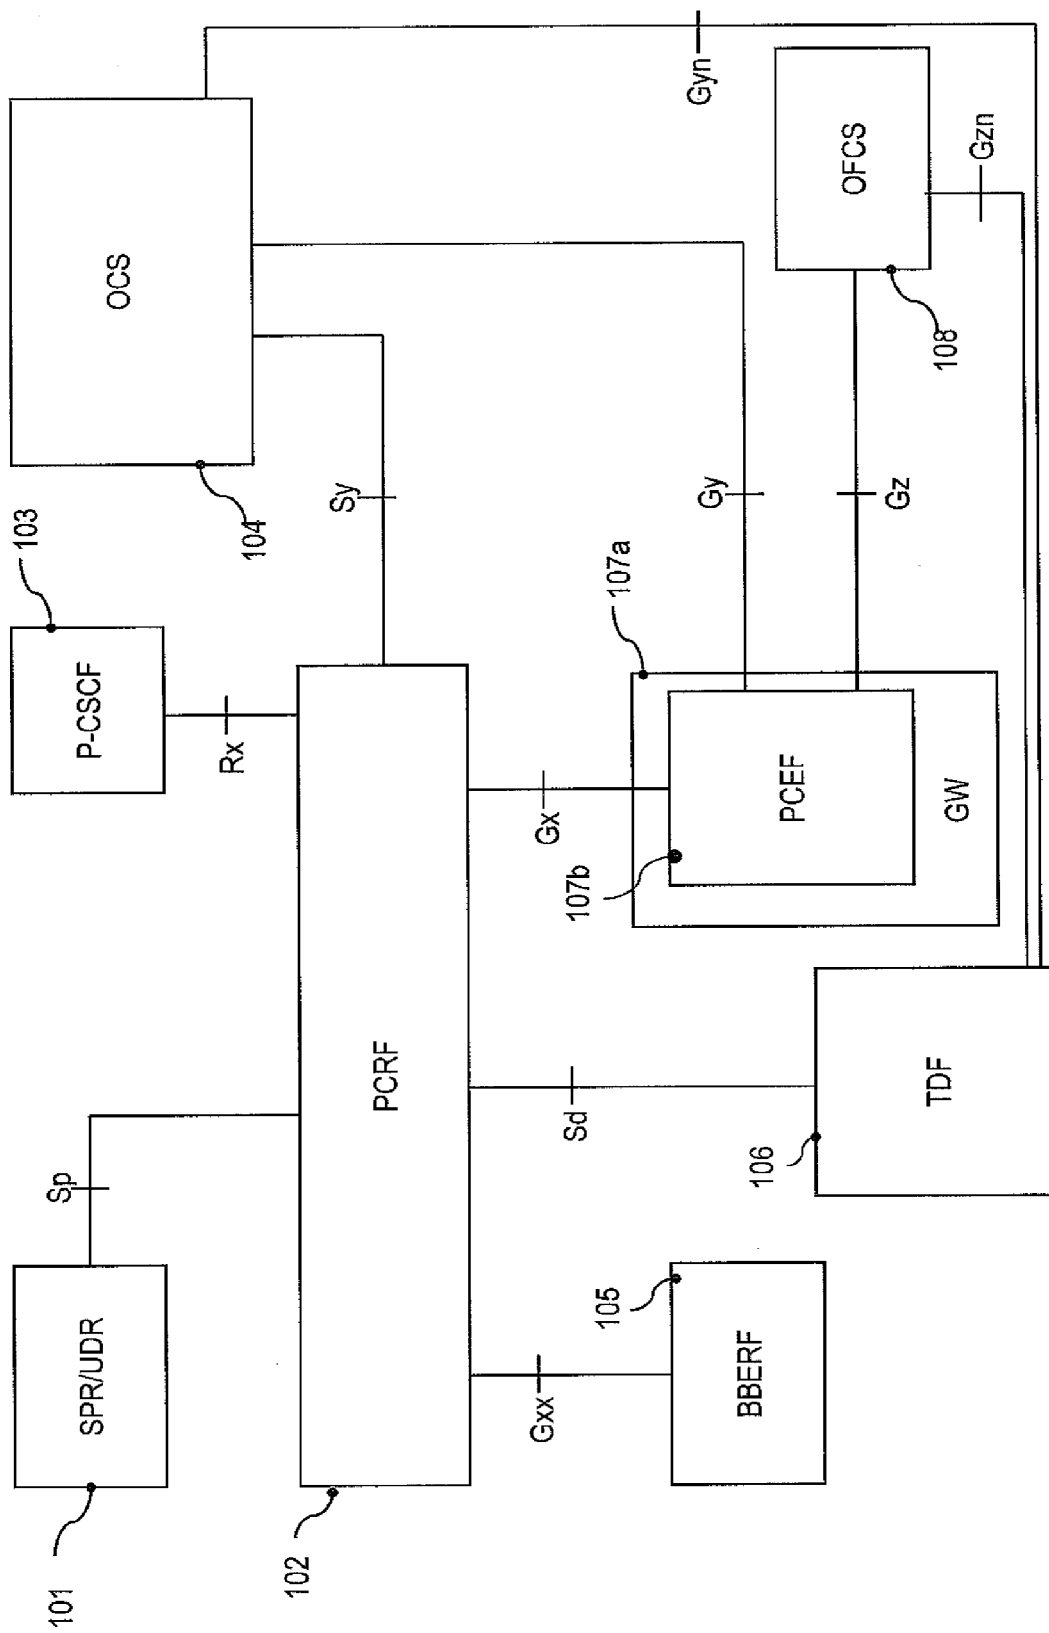 SPR/UDR
101
Sp
P-CSCF
103
Rx
OCS
104
Sy
PCRF
102
Gxx
BBERF
105
Sd
TDF
106
Gx
PCEF
107b
GW
107a
Gy
Gz
OFCS
108
Gyn
Gzn